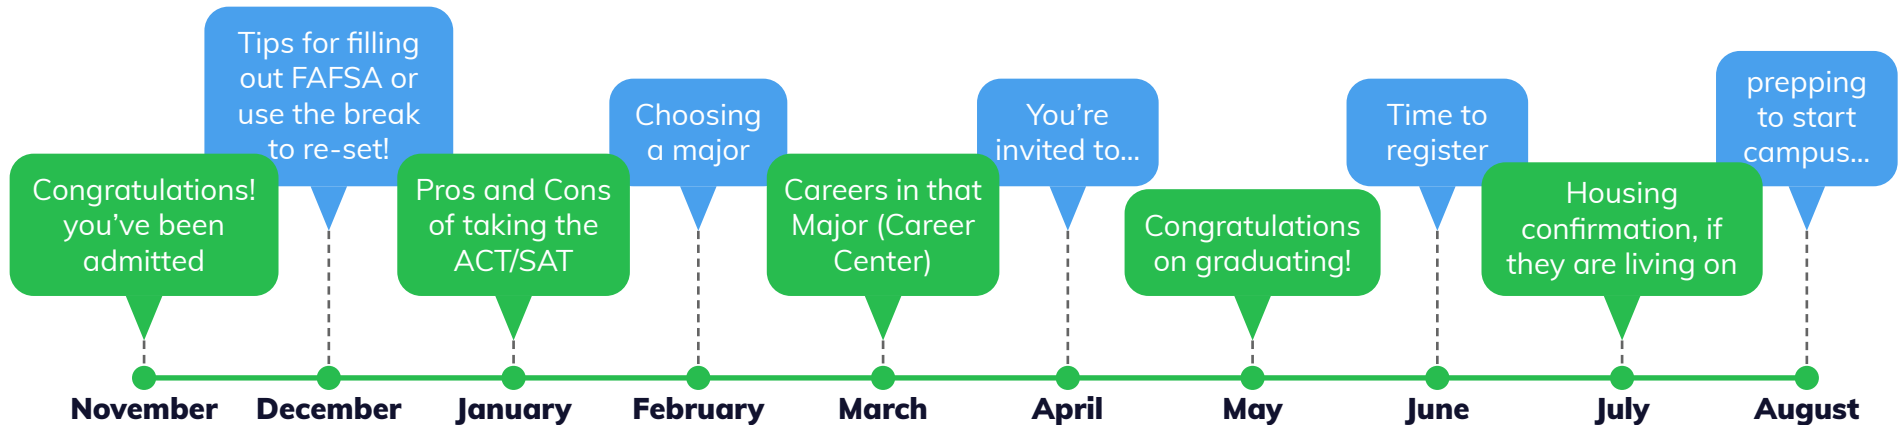 Tips for filling
out FAFSA or
use the break
to re-set!
Choosing
a major
You’re
invited to...
Time to
register
prepping
to start
campus...
Congratulations!
you’ve been
admitted
Pros and Cons
of taking the
ACT/SAT
Careers in that
Major (Career
Center)
Congratulations
on graduating!
Housing
confirmation, if
they are living on
November
December
January
February
March
April
May
June
July
August